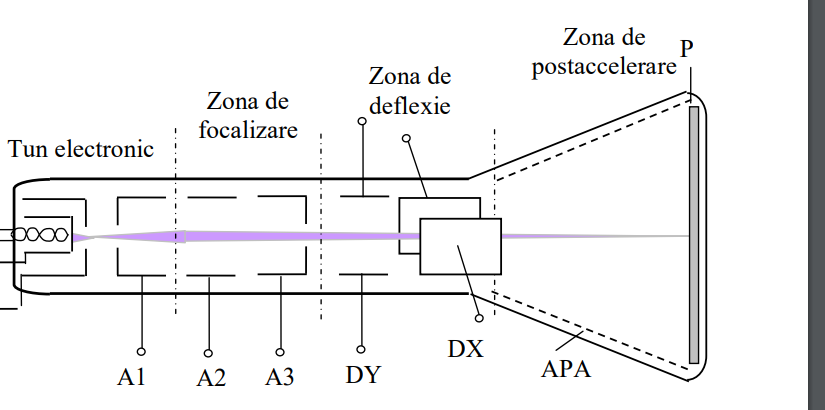 Zona de
postaccelerare
P
Zona de
deflexie
Zona de
focalizare
Tun electronic
DX
A1
A2
A3
DY
APA